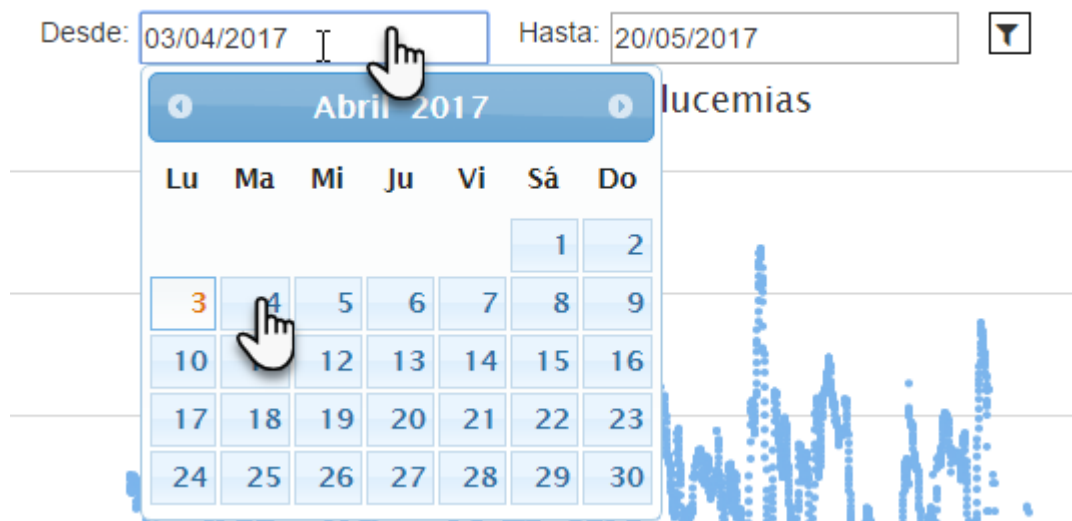 Desde: 03/04/2017 Hasta: 20/05/2017
Abril 2017 lucemias
Lu Ma Mi Ju Vi Sá Do
1 2
3 4 5 6 7 8 9
10 12 13 14 15 16
17 18 19 20 21 22 23
24 25 26 27 28 29 30